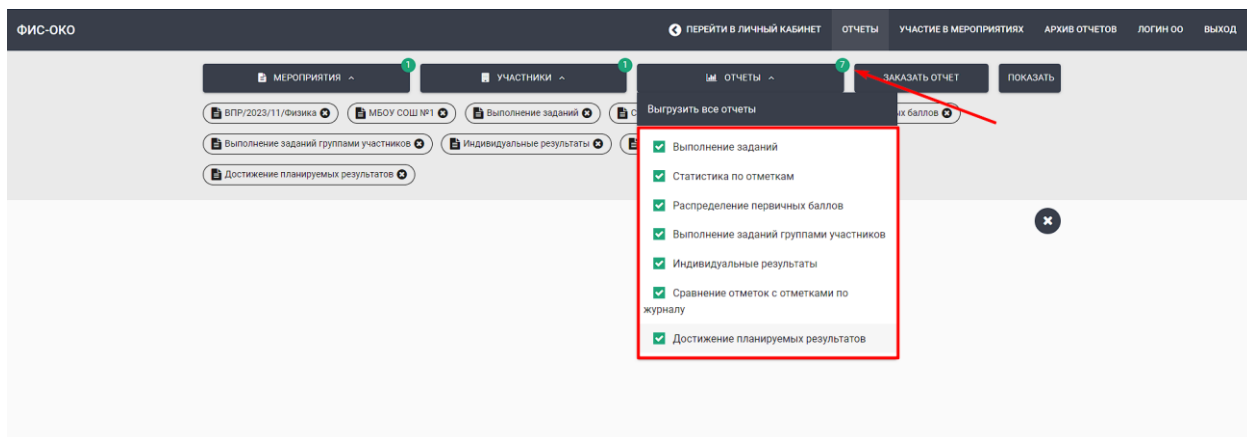 ФИС-ОКО
ПЕРЕЙТИ В ЛИЧНЫЙ КАБИНЕТ ОТЧЕТЫ УЧАСТИЕ В МЕРОПРИЯТИЯХ АРХИВ ОТЧЕТОВ ЛОГИН ОО ВЫХОД
МЕРОПРИЯТИЯ 1 УЧАСТНИКИ 1 ОТЧЕТЫ 7 ЗАКАЗАТЬ ОТЧЕТ ПОКАЗАТЬ
ВПР/2023/11/Физика МБОУ СОШ №1 Выполнение заданий баллов
Выполнение заданий группами участников Индивидуальные результаты
Достижение планируемых результатов
Выгрузить все отчеты
Выполнение заданий
Статистика по отметкам
Распределение первичных баллов
Выполнение заданий группами участников
Индивидуальные результаты
Сравнение отметок с отметками по
журналу
Достижение планируемых результатов